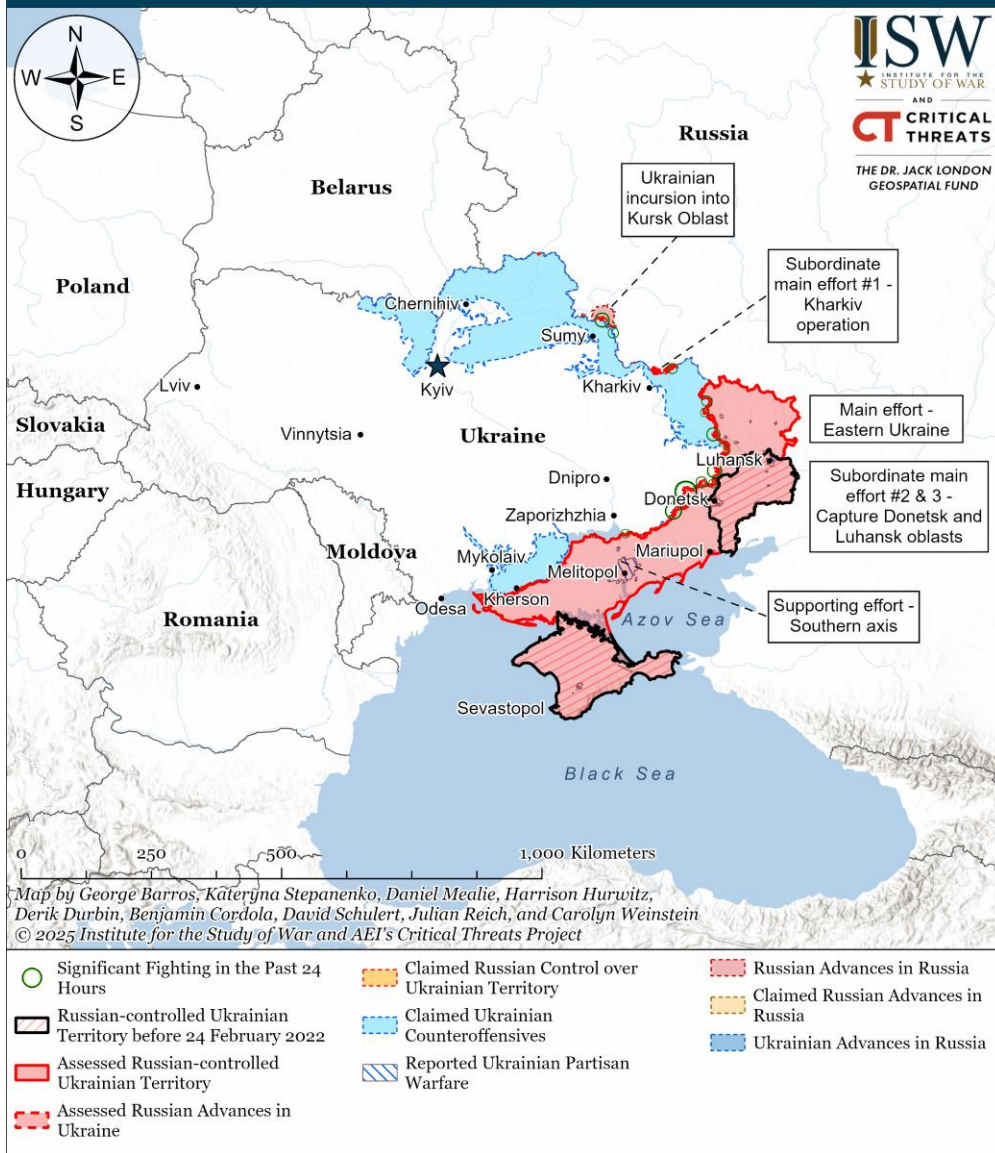 N
W E
S
ISW
INSTITUTE FOR THE
STUDY OF WAR
AND
CT CRITICAL
THREATS
THE DR. JACK LONDON
GEOSPATIAL FUND
Russia
Belarus
Ukrainian
incursion into
Kursk Oblast
Poland
Subordinate
main effort #1 -
Kharkiv
operation
Chernihiv
Sumy
Kyiv
Kharkiv
Lviv
Slovakia
Vinnytsia
Ukraine
Main effort -
Eastern Ukraine
Luhansk
Hungary
Dnipro
Donetsk
Subordinate main
effort #2 & 3 -
Capture Donetsk and
Luhansk oblasts
Zaporizhzhia
Moldova
Mykolaiv
Mariupol
Melitopol
Kherson
Odesa
Romania
Azov Sea
Supporting effort -
Southern axis
Sevastopol
Black Sea
0 250 500 1,000 Kilometers
Map by George Barros, Kateryna Stepanenko, Daniel Mealie, Harrison Hurwitz,
Derik Durbin, Benjamin Cordola, David Schulert, Julian Reich, and Carolyn Weinstein
© 2025 Institute for the Study of War and AEI's Critical Threats Project
Significant Fighting in the Past 24
Hours
Russian-controlled Ukrainian
Territory before 24 February 2022
Assessed Russian-controlled
Ukrainian Territory
Assessed Russian Advances in
Ukraine
Claimed Russian Control over
Ukrainian Territory
Claimed Ukrainian
Counteroffensives
Reported Ukrainian Partisan
Warfare
Russian Advances in Russia
Claimed Russian Advances in
Russia
Ukrainian Advances in Russia